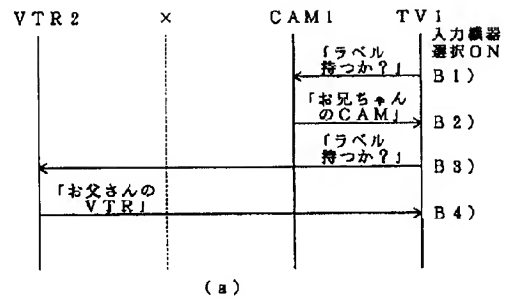 VTR2 × CAM1 TV1
入力機器
選択ON
「ラベル
持つか?」
B1)
「お兄ちゃん
のCAM」
B2)
「ラベル
持つか?」
B3)
「お父さんの
VTR」
B4)
(a)